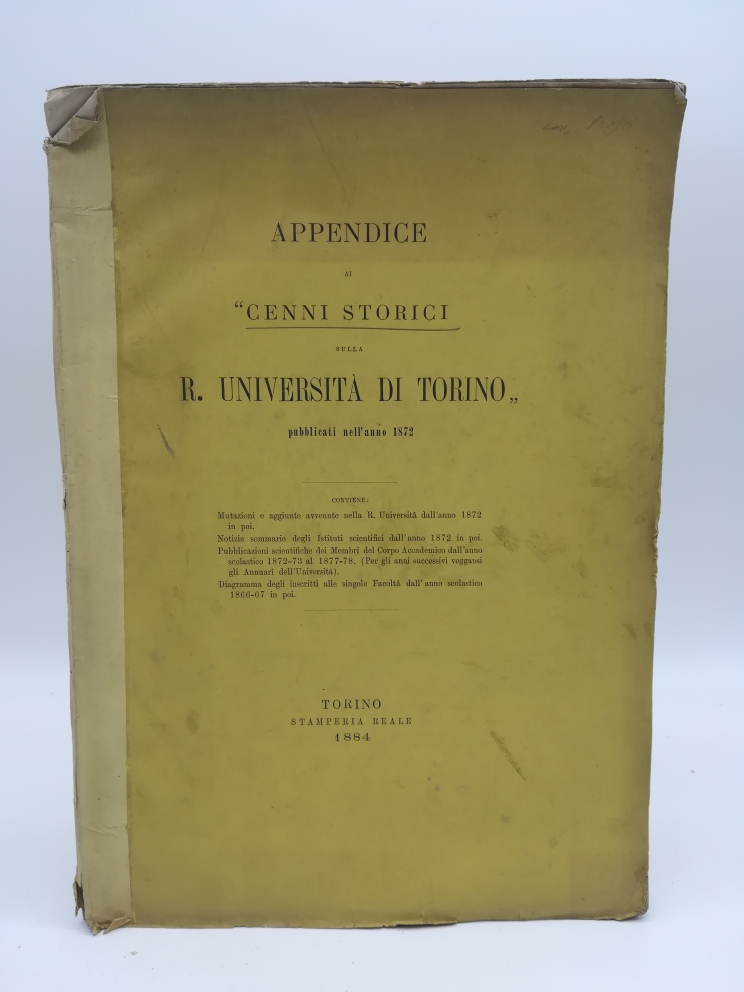 APPENDICE
AI
“CENNI STORICI
SULLA
R. UNIVERSITÀ DI TORINO„
pubblicati nell'anno 1872
CONTIENE:
Mutazioni e aggiunte avvenute nella R. Università dall'anno 1872
in poi.
Notizie sommarie degli Istituti scientifici dall'anno 1872 in poi.
Pubblicazioni scientifiche dei Membri del Corpo Accademico dall'anno
scolastico 1872-73 al 1877-78. (Per gli anni successivi veggansi
gli Annuari dell'Università).
Diagramma degli inscritti alle singole Facoltà dall'anno scolastico
1866-67 in poi.
TORINO
STAMPERIA REALE
1884